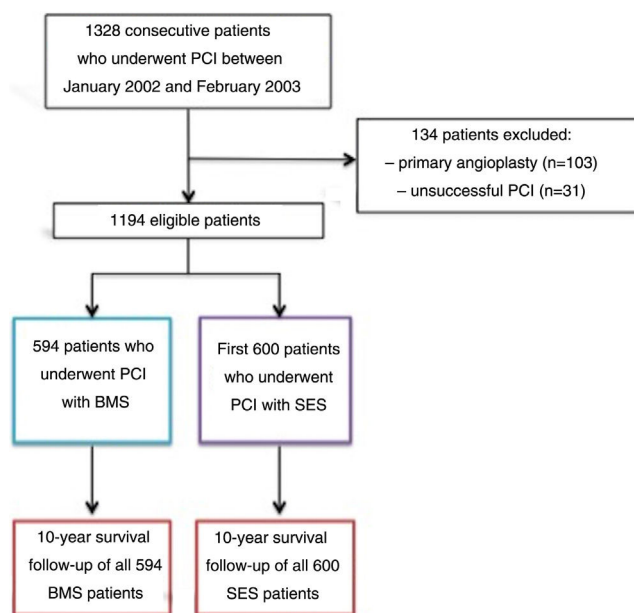 1328 consecutive patients
who underwent PCI between
January 2002 and February 2003
134 patients excluded:
– primary angioplasty (n=103)
– unsuccessful PCI (n=31)
1194 eligible patients
594 patients who
underwent PCI
with BMS
First 600 patients
who underwent
PCI with SES
10-year survival
follow-up of all 594
BMS patients
10-year survival
follow-up of all 600
SES patients